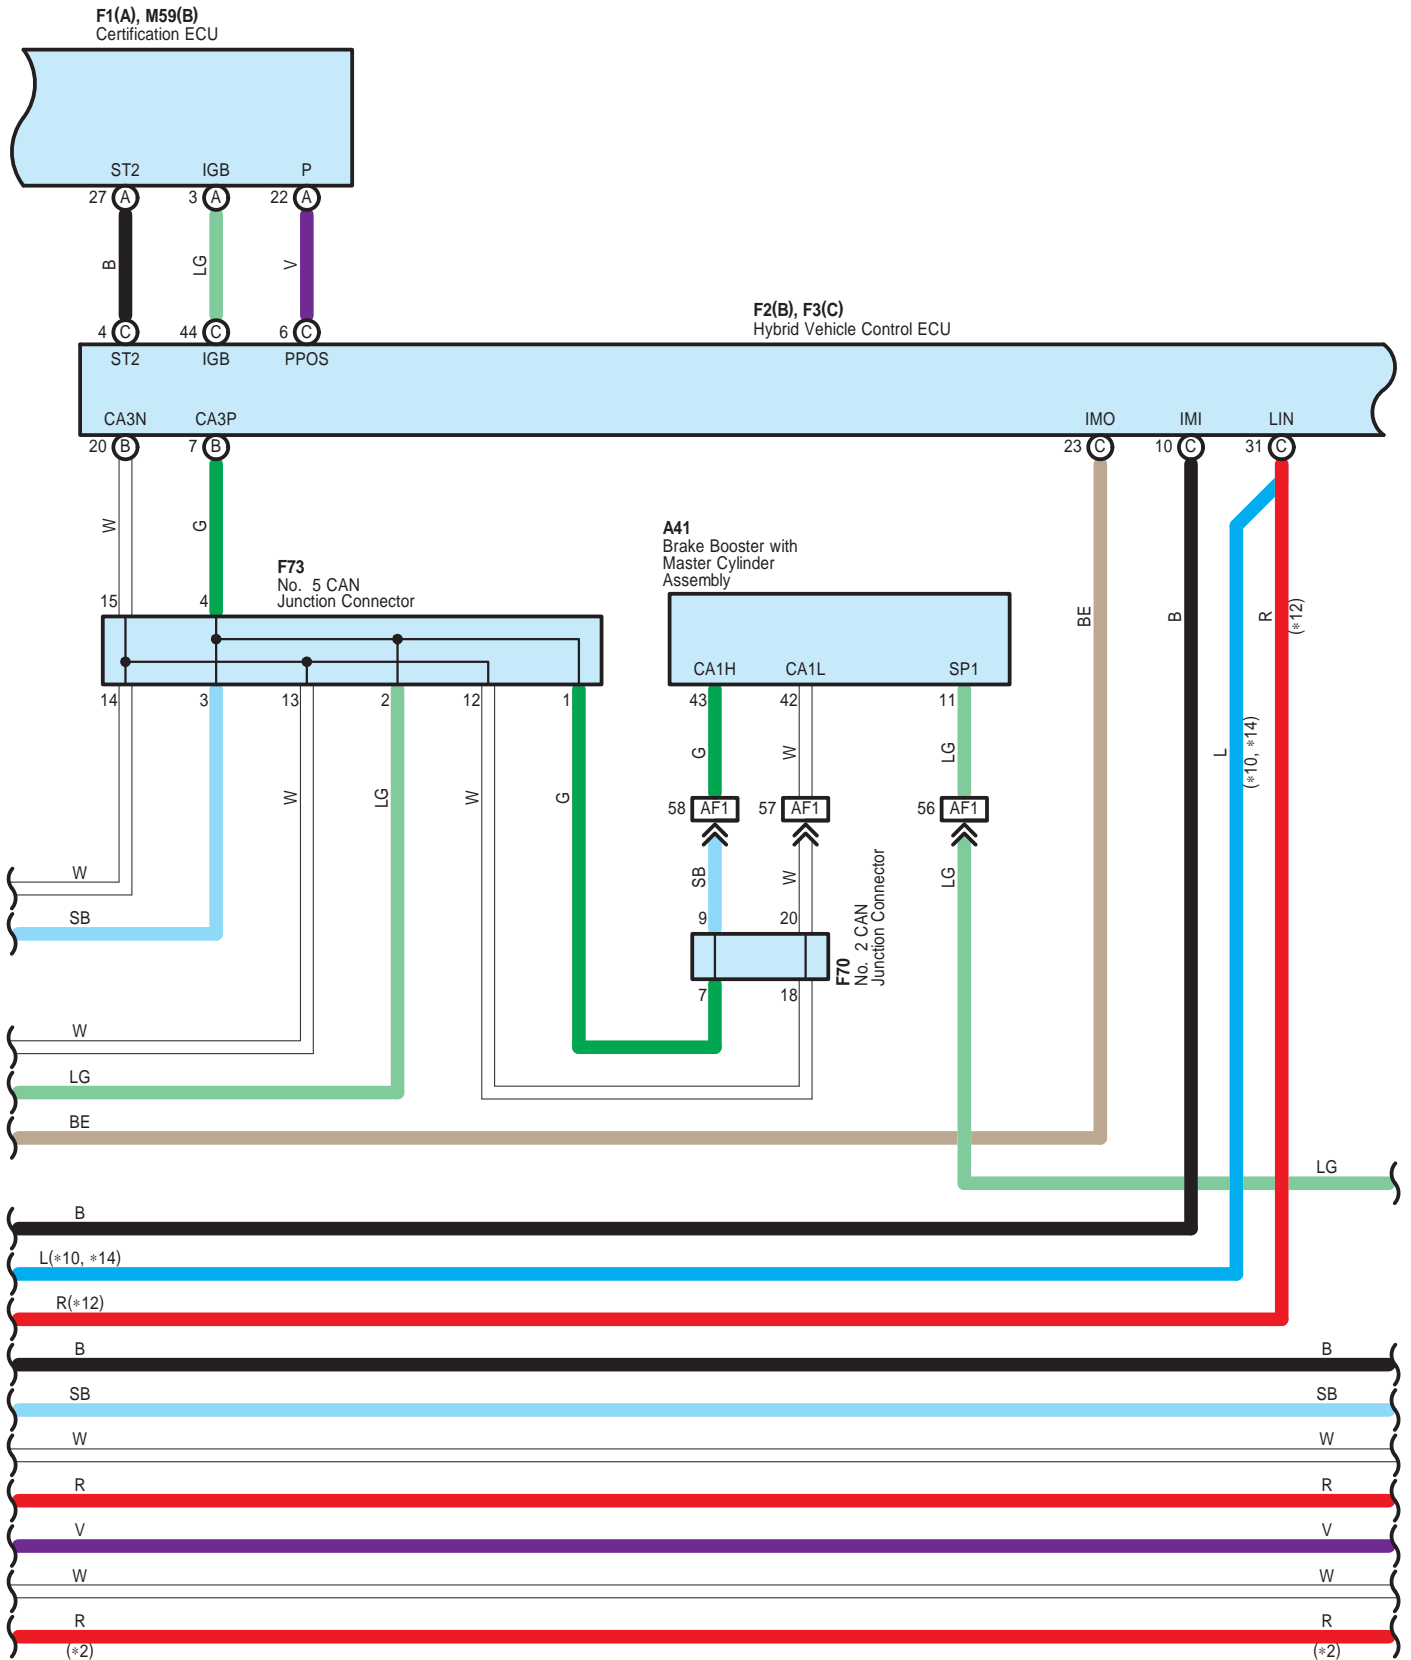 F1(A), M59(B)
Certification ECU
ST2 IGB P
27 A 3 A 22 A
B LG V
F2(B), F3(C)
Hybrid Vehicle Control ECU
4 C 44 C 6 C
ST2 IGB PPOS
CA3N CA3P IMO IMI LIN
20 B 7 B 23 C 10 C 31 C
W G
A41
Brake Booster with
Master Cylinder
Assembly
F73
No. 5 CAN
Junction Connector
15 4
BE B R (*12)
CA1H CA1L SP1
14 3 13 2 12 1 43 42 11
G W LG
L (*10, *14)
W LG W G
58 AF1 57 AF1 56 AF1
SB W LG
W
SB
9 20
F70
No. 2 CAN
Junction Connector
7 18
W
LG
BE
LG
B
L(*10, *14)
R(*12)
B B
SB SB
W W
R R
V V
W W
R R
(*2) (*2)